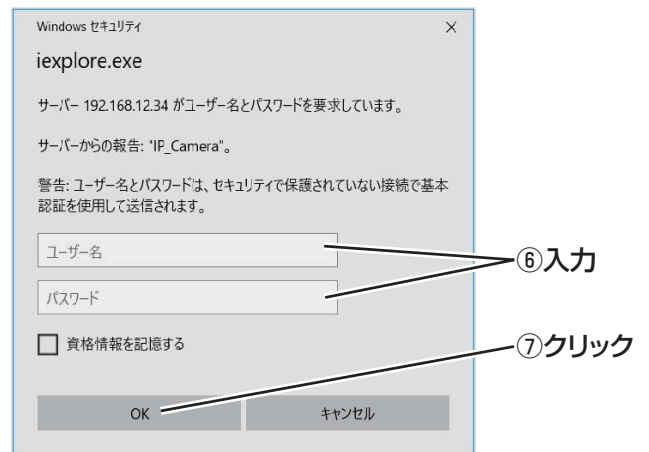 Windows セキュリティ
iexplore.exe
サーバー 192.168.12.34 がユーザー名とパスワードを要求しています。
サーバーからの報告: "IP_Camera"。
警告: ユーザー名とパスワードは、セキュリティで保護されていない接続で基本
認証を使用して送信されます。
ユーザー名
⑥入力
パスワード
資格情報を記憶する
⑦クリック
OK
キャンセル